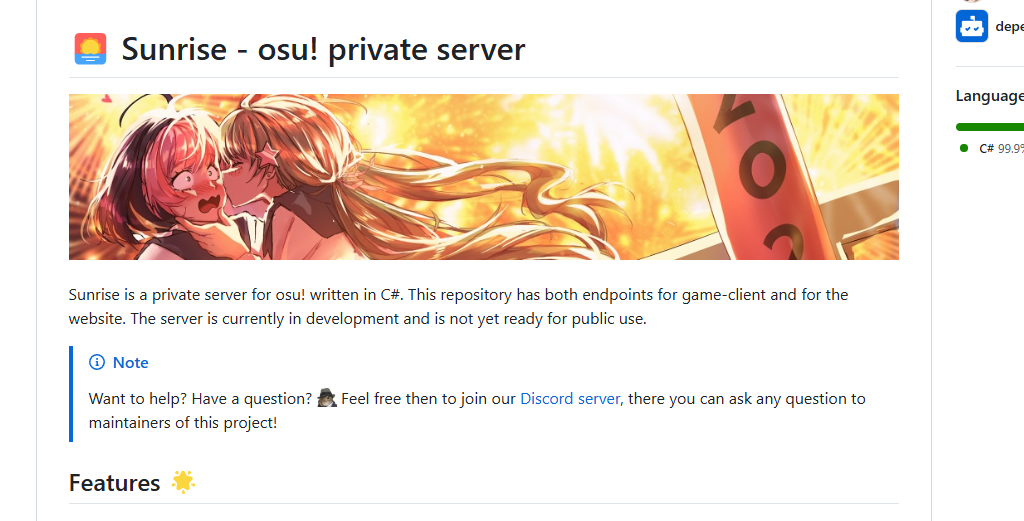 Sunrise - osu! private server
Sunrise is a private server for osu! written in C#. This repository has both endpoints for game-client and for the
website. The server is currently in development and is not yet ready for public use.
Note
Want to help? Have a question? Feel free then to join our Discord server, there you can ask any question to
maintainers of this project!
Features
depe
Language
C# 99.9%